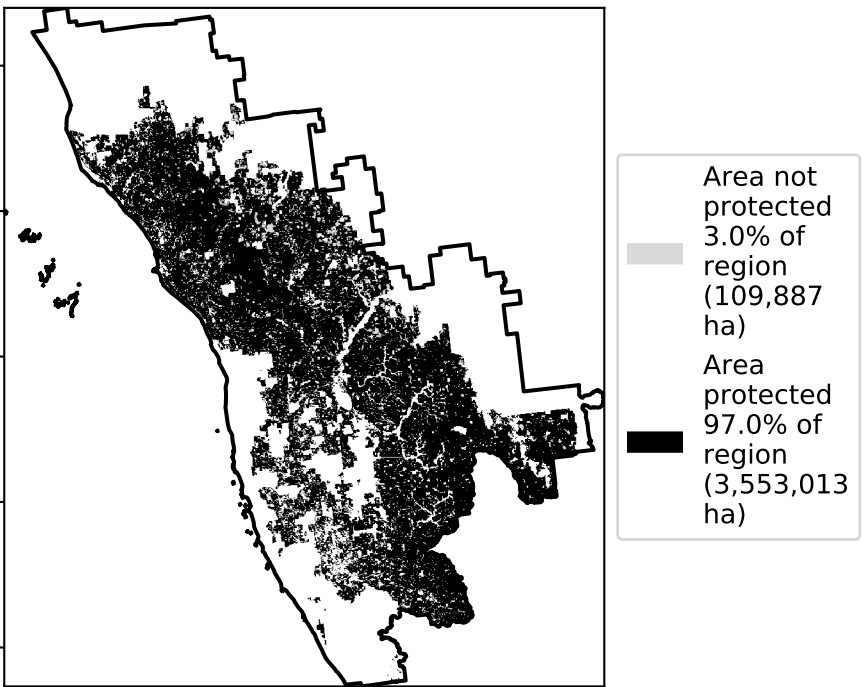 Area not
protected
3.0% of
region
(109,887
ha)
Area
protected
97.0% of
region
(3,553,013
ha)